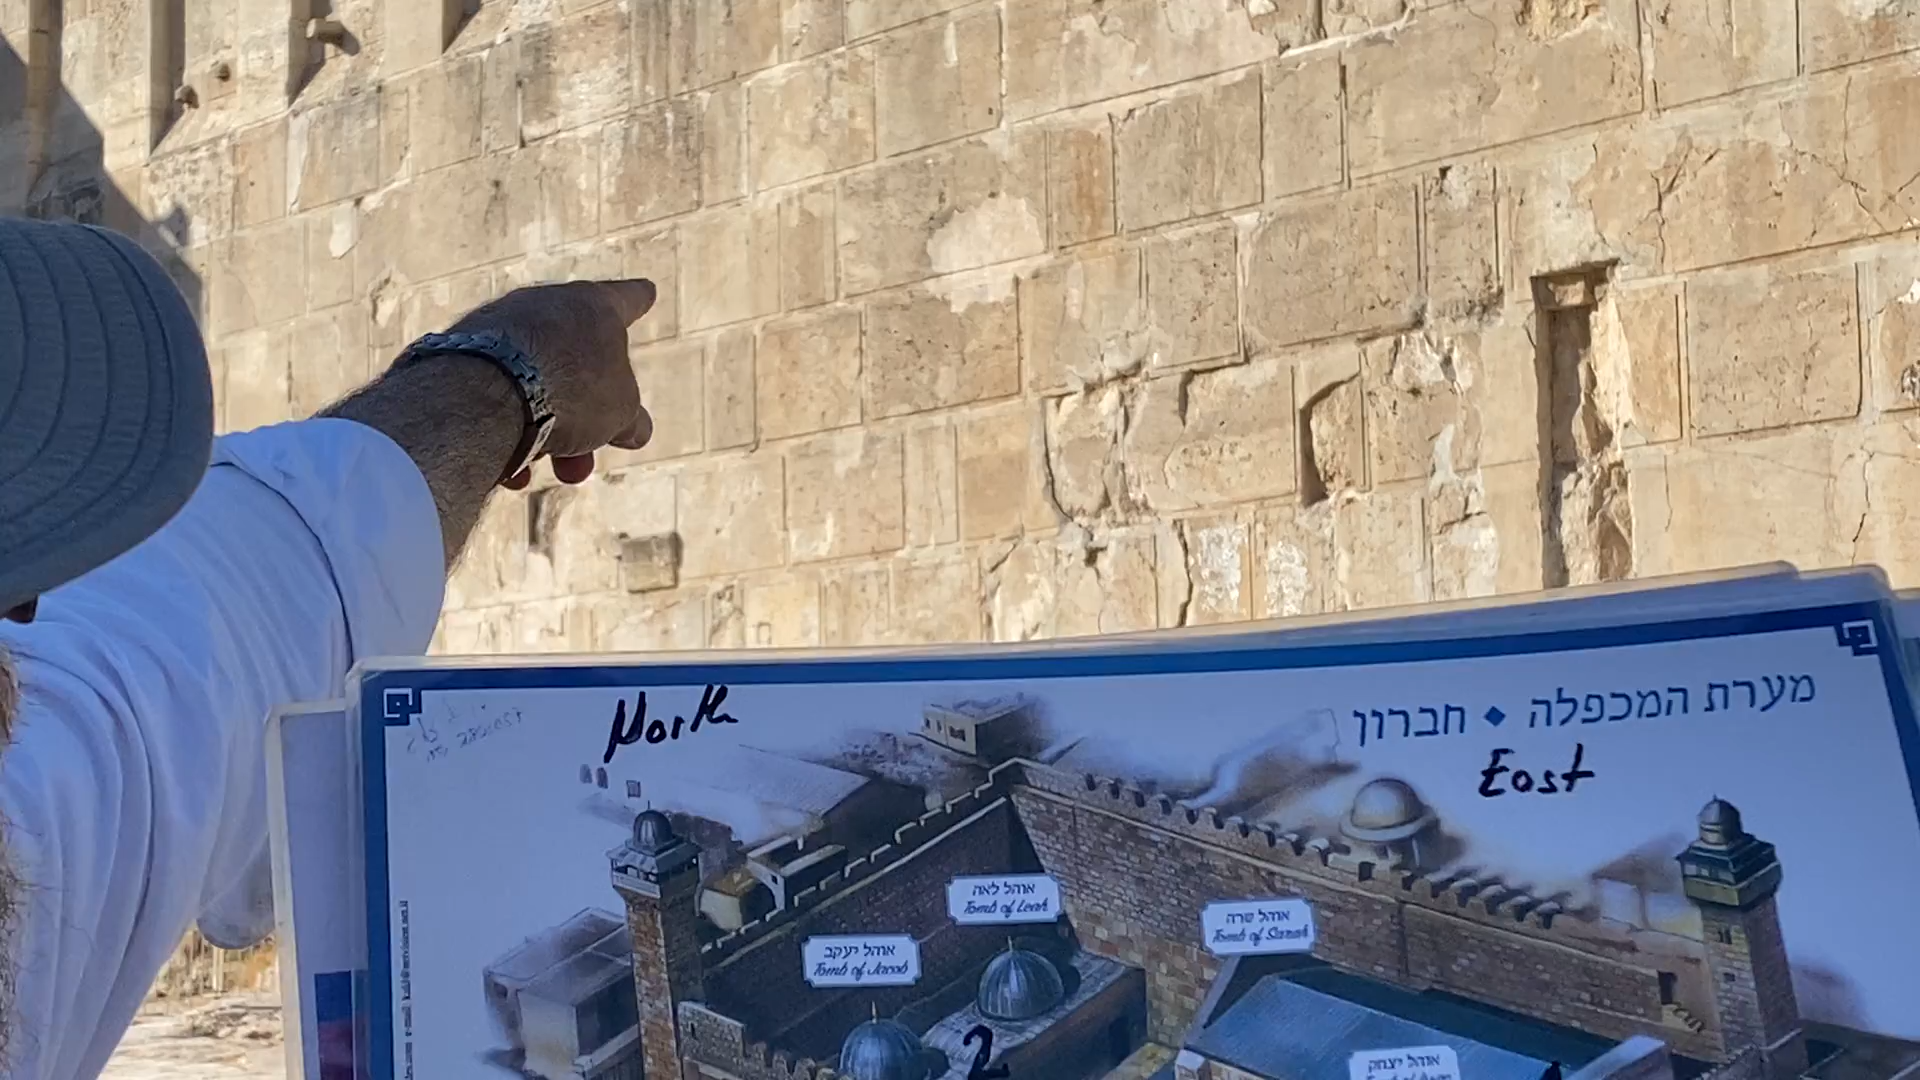 North
מערת המכפלה ◆ חברון
East
אוהל לאה
Tomb of Leah
אוהל שרה
Tomb of Sarah
אוהל יעקב
Tomb of Jacob
2
אוהל יצחק